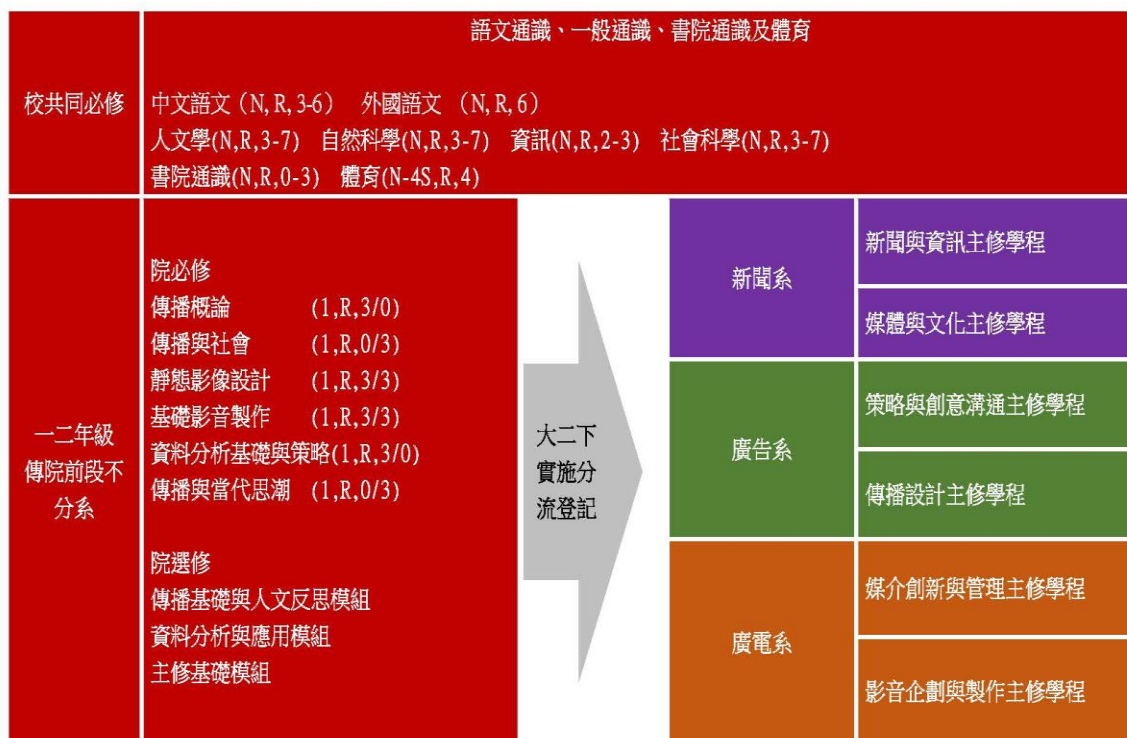 語文通識、一般通識、書院通識及體育
校共同必修
中文語文（N, R, 3-6） 外國語文 （N, R, 6）
人文學(N,R,3-7) 自然科學(N,R,3-7) 資訊(N,R,2-3) 社會科學(N,R,3-7)
書院通識(N,R,0-3) 體育(N-4S,R,4)
一二年級
傳院前段不
分系
院必修
傳播概論 (1,R,3/0)
傳播與社會 (1,R,0/3)
靜態影像設計 (1,R,3/3)
基礎影音製作 (1,R,3/3)
資料分析基礎與策略(1,R,3/0)
傳播與當代思潮 (1,R,0/3)
院選修
傳播基礎與人文反思模組
資料分析與應用模組
主修基礎模組
大二下
實施分
流登記
新聞系
新聞與資訊主修學程
媒體與文化主修學程
廣告系
策略與創意溝通主修學程
傳播設計主修學程
廣電系
媒介創新與管理主修學程
影音企劃與製作主修學程